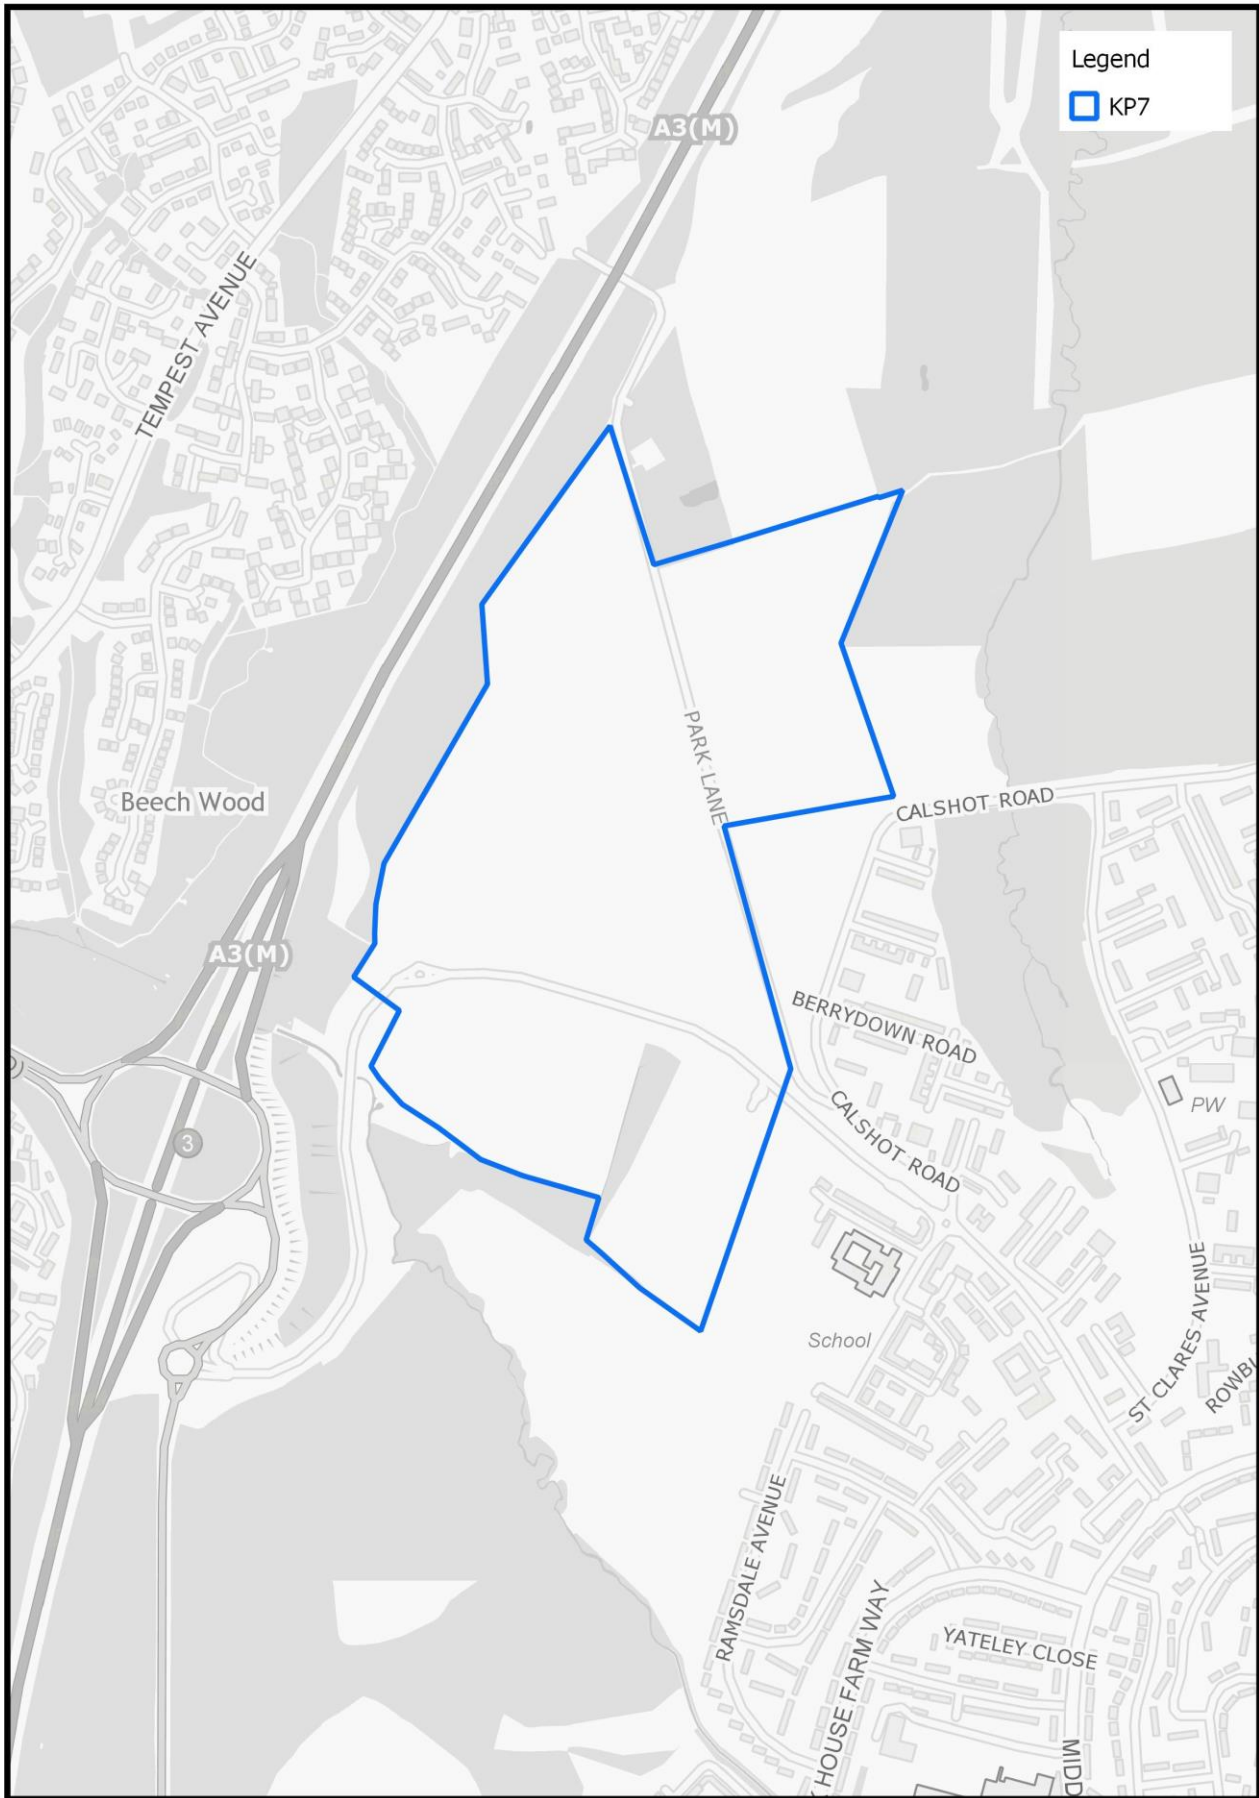 Legend
KP7
A3(M)
TEMPEST AVENUE
PARK LANE
Beech Wood
CALSHOT ROAD
A3(M)
BERRYDOWN ROAD
CALSHOT ROAD
PW
3
School
ST CLARES AVENUE
RAMSDALE AVENUE
HOUSE FARM WAY
YATELEY CLOSE